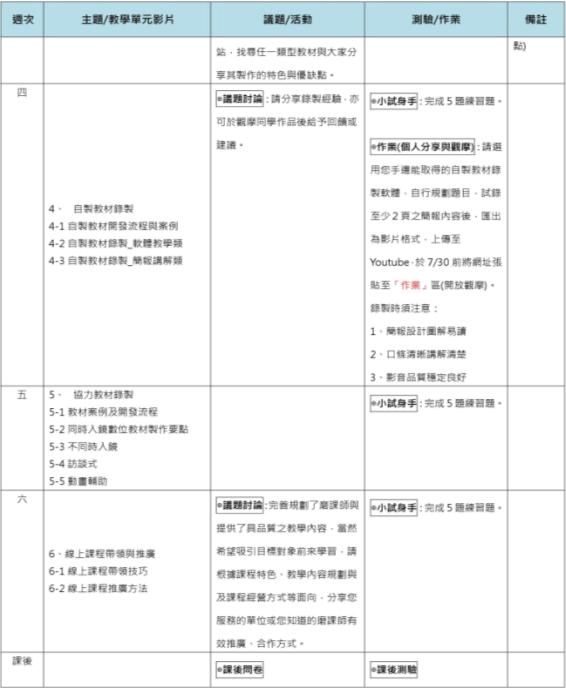 週次 主題/教學單元影片 議題/活動 測驗/作業 備註
站，找尋任一類型教材與大家分
享其製作的特色與優缺點。
點)
四
4、 自製教材錄製
4-1 自製教材開發流程與案例
4-2 自製教材錄製_軟體教學類
4-3 自製教材錄製_簡報講解類
※議題討論：請分享錄製經驗，亦
可於觀摩同學作品後給予回饋或
建議。
※小試身手：完成 5 題練習題。
※作業(個人分享與觀摩)：請選
用您手邊能取得的自製教材錄
製軟體，自行規劃題目，試錄
至少 2 頁之簡報內容後，匯出
為影片格式，上傳至
Youtube，於 7/30 前將網址張
貼至「作業」區(開放觀摩)。
錄製時須注意：
1、簡報設計圖解易讀
2、口條清晰講解清楚
3、影音品質穩定良好
五
5、 協力教材錄製
5-1 教材案例及開發流程
5-2 同時入鏡數位教材製作要點
5-3 不同時入鏡
5-4 訪談式
5-5 動畫輔助
※小試身手：完成 5 題練習題。
六
6、線上課程帶領與推廣
6-1 線上課程帶領技巧
6-2 線上課程推廣方法
※議題討論：完善規劃了磨課師與
提供了具品質之教學內容，當然
希望吸引目標對象前來學習，請
根據課程特色、教學內容規劃與
及課程經營方式等面向，分享您
服務的單位或您知道的磨課師有
效推廣、合作方式。
※小試身手：完成 5 題練習題。
課後
※課後問卷
※課後測驗